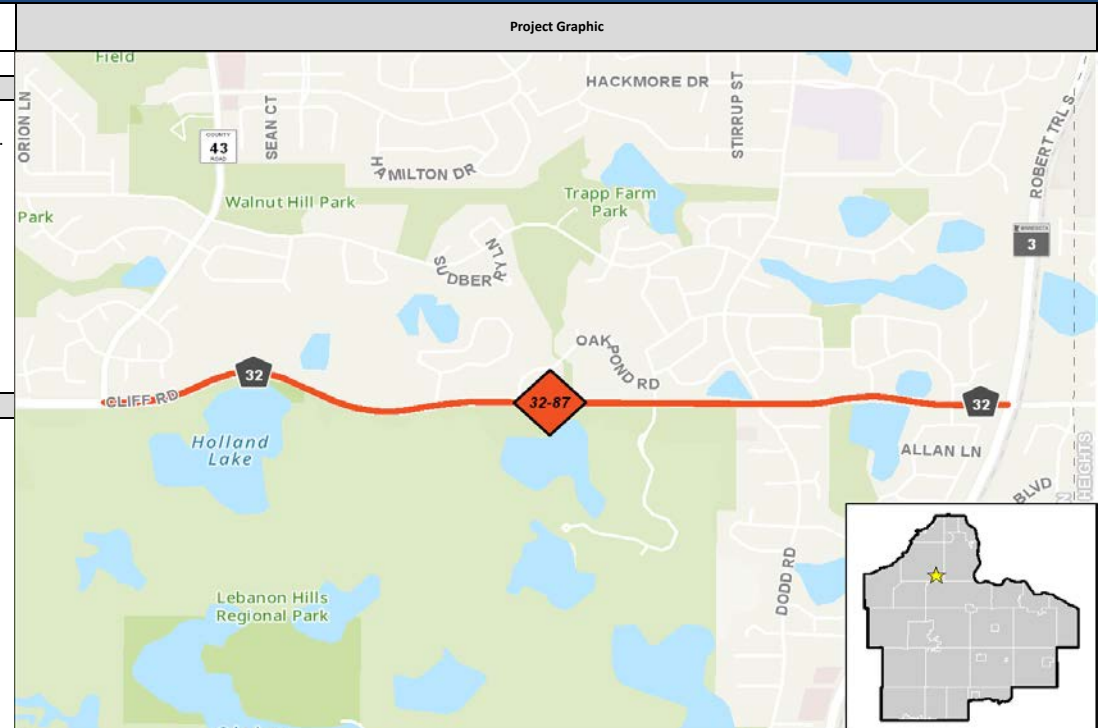 Project Graphic
Field
HACKMORE DR
ORION LN
SEAN CT
STIRRUP ST
ROBERT TRL S
COUNTY
43
ROAD
HAMILTON DR
Walnut Hill Park
Trapp Farm
Park
Park
MINNESOTA
3
SUDBERRY LN
OAK POND RD
32
CLIFF RD
32-87
32
Holland
Lake
ALLAN LN
BLVD
HEIGHTS
DODD RD
Lebanon Hills
Regional Park